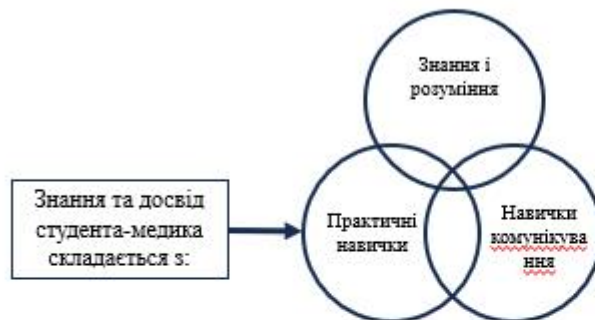 Знання і
розуміння
Знання та досвід
студента-медика
складається з:
Практичні
навички
Навички
комунікува
ння